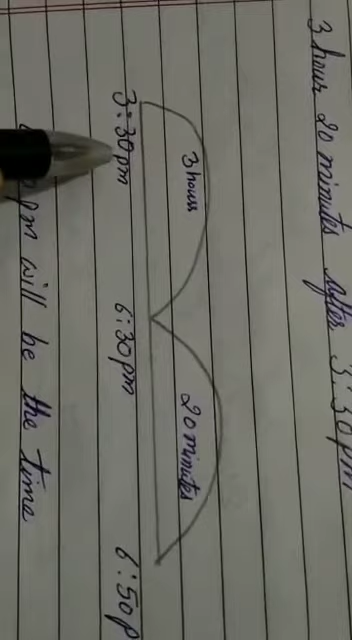 3 hour 20 minutes after 3:30pm
3 hours 20 minutes
3:30pm 6:30pm 6:50p
pm will be the time